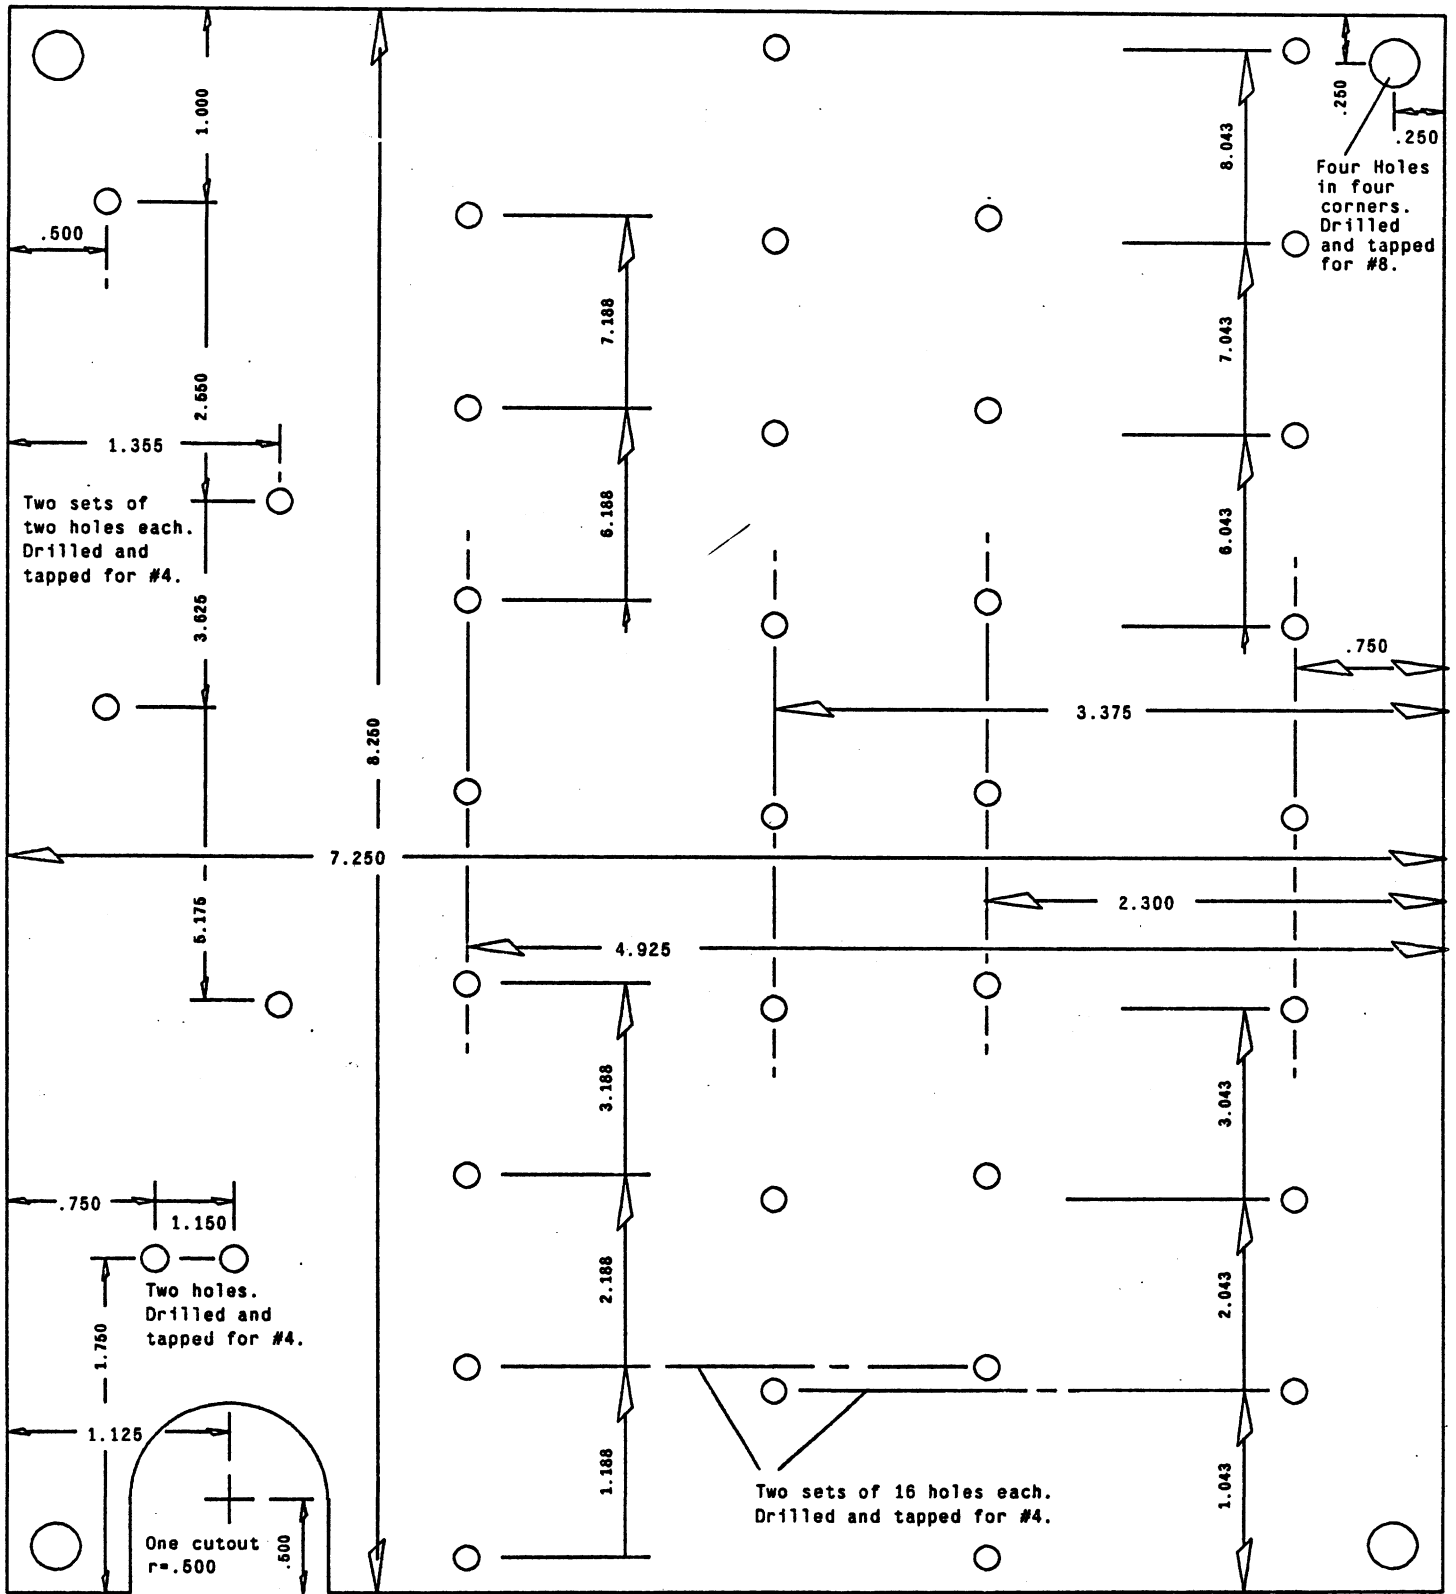 1.000
.250
8.043
.250
Four Holes
in four
corners.
Drilled
and tapped
for #8.
.500
7.188
7.043
2.550
1.355
Two sets of
two holes each.
Drilled and
tapped for #4.
6.188
6.043
3.625
.750
3.375
8.250
7.250
2.300
5.175
4.925
3.188
3.043
.750
1.150
Two holes.
Drilled and
tapped for #4.
1.750
2.188
2.043
1.125
1.188
1.043
Two sets of 16 holes each.
Drilled and tapped for #4.
One cutout
r=.500
.500